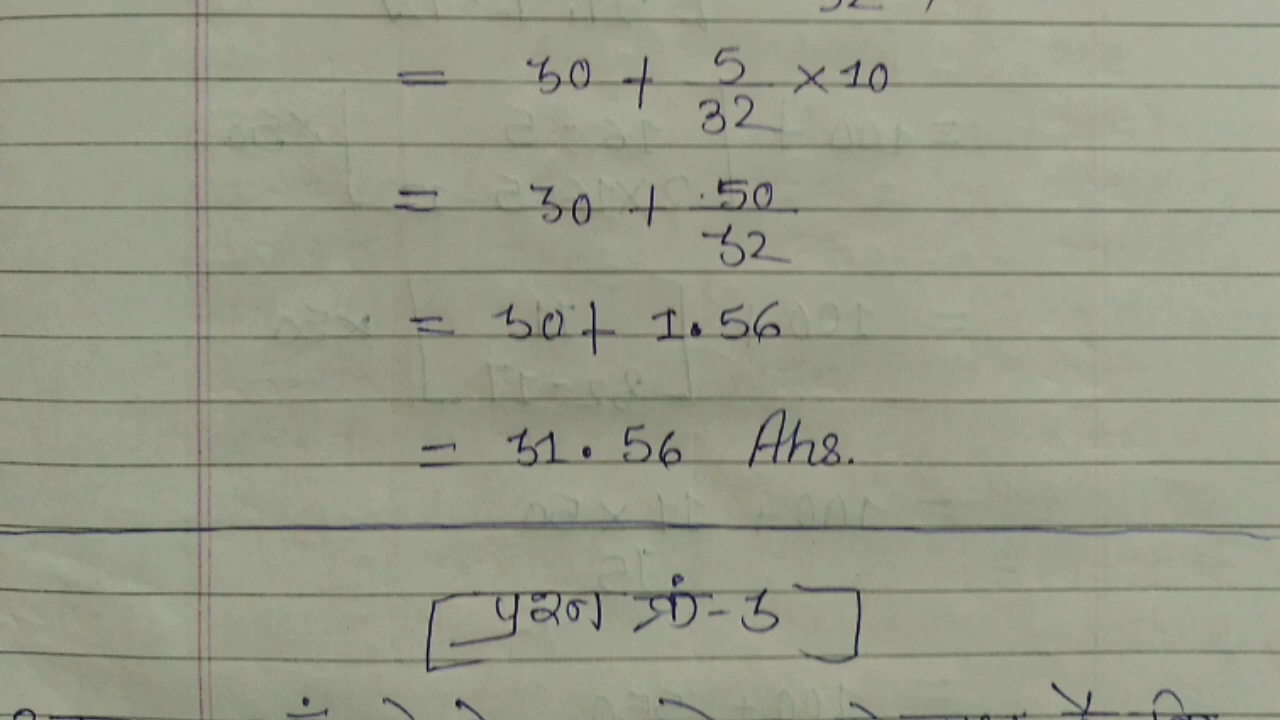 = 30 + 5/32 × 10
= 30 + 50/32
= 30 + 1.56
= 31.56 Ans.
प्रश्न क्रं-3